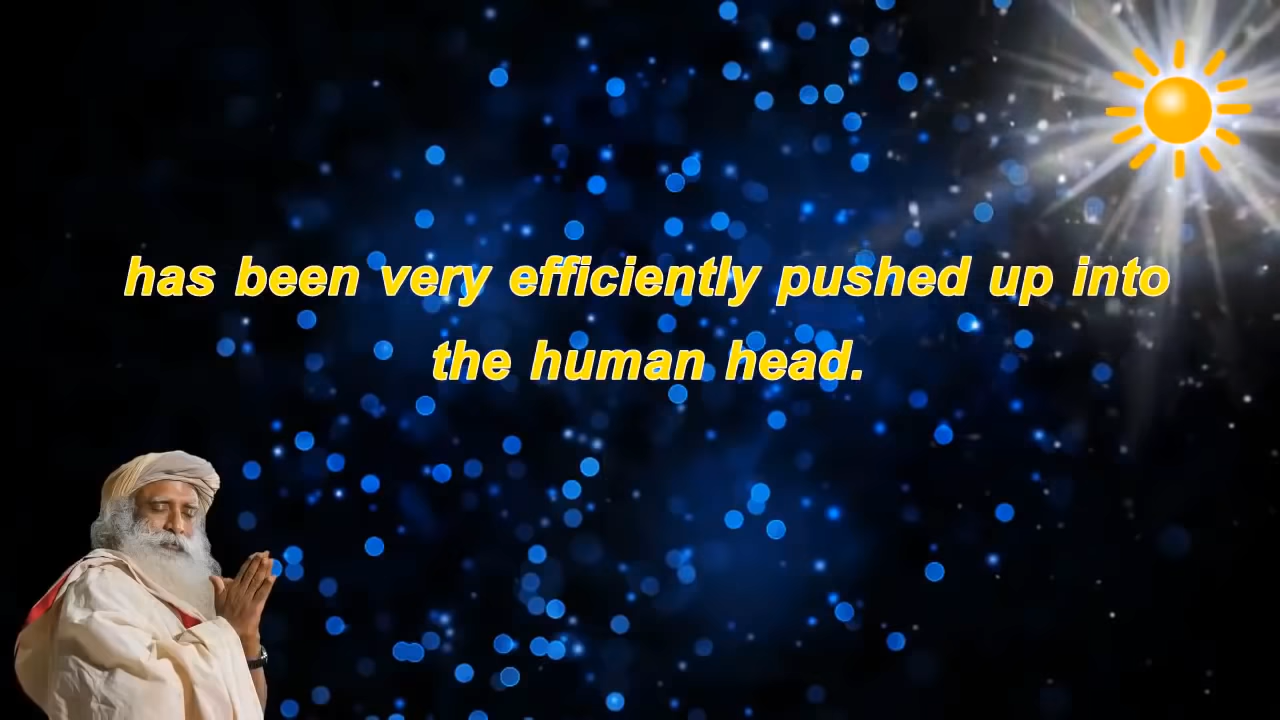 has been very efficiently pushed up into
the human head.